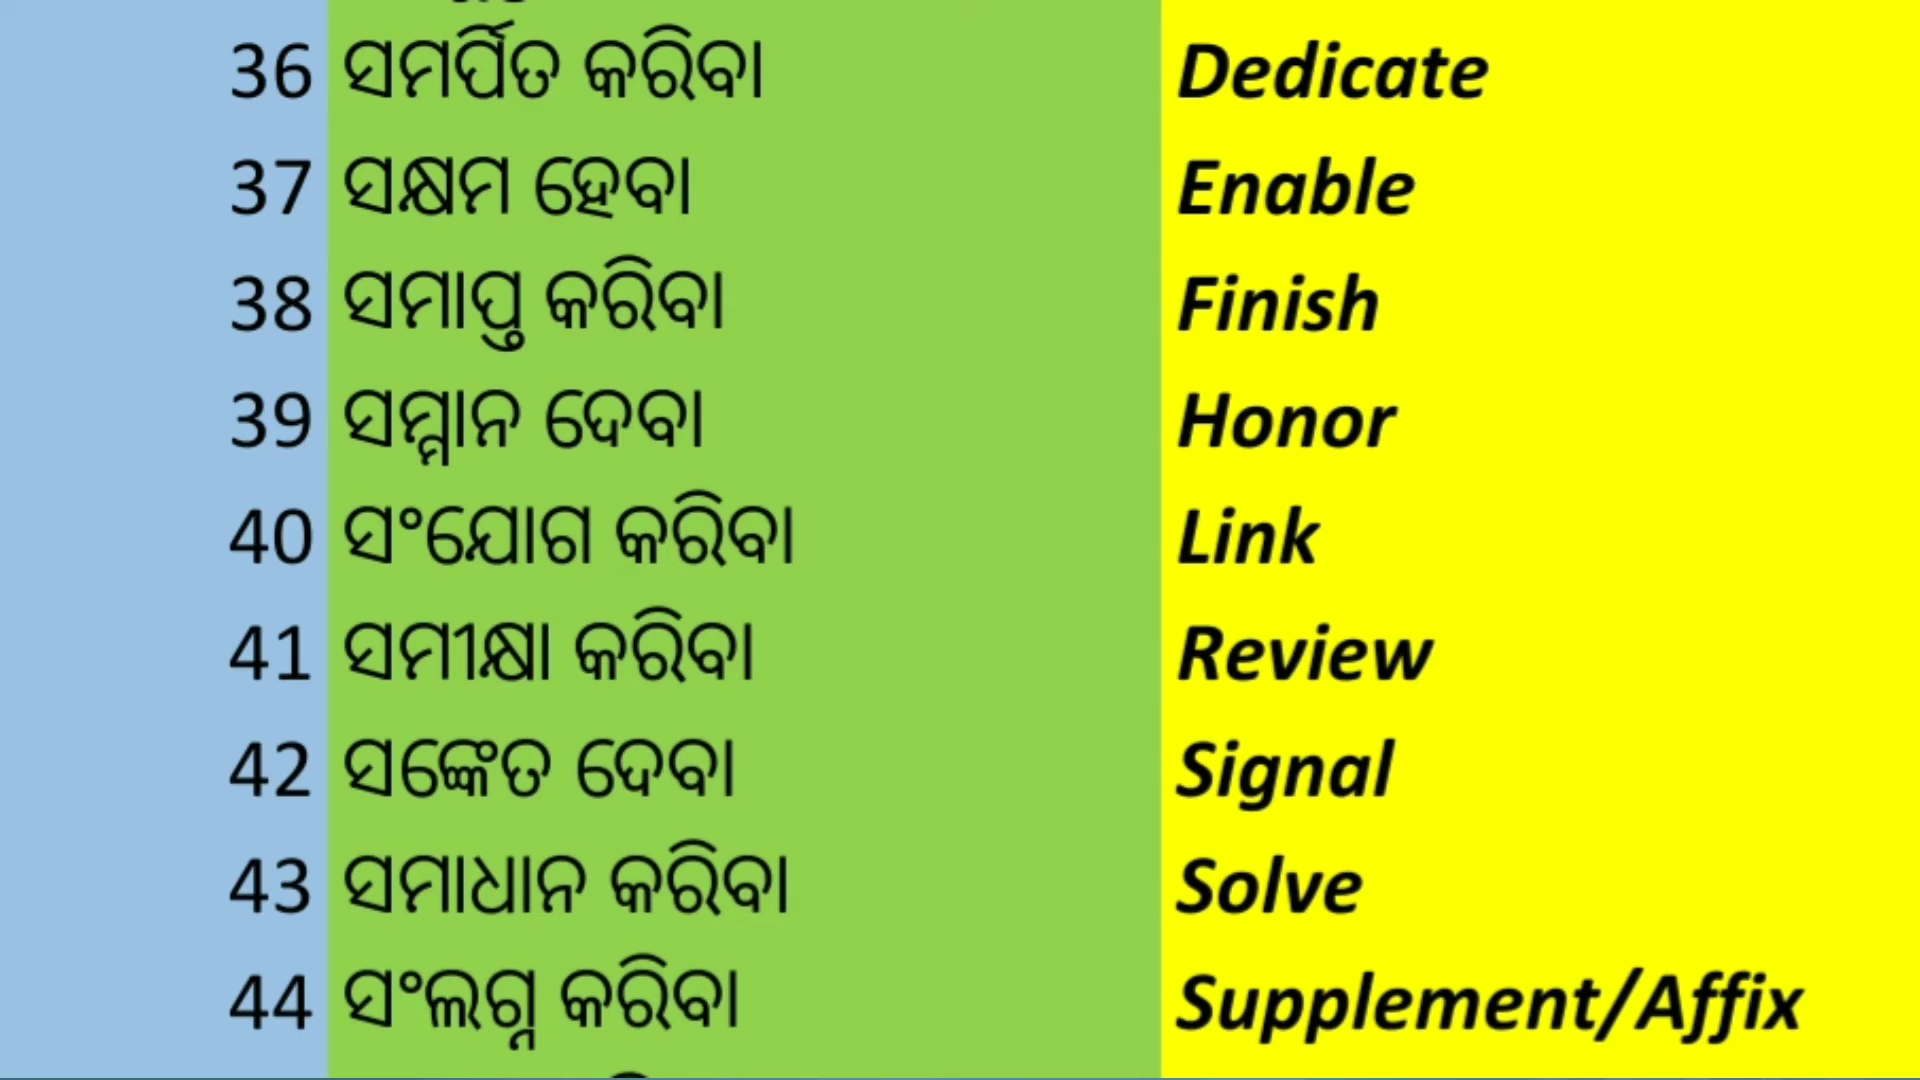 36 ସମର୍ପିତ କରିବା Dedicate
37 ସକ୍ଷମ ହେବା Enable
38 ସମାପ୍ତ କରିବା Finish
39 ସମ୍ମାନ ଦେବା Honor
40 ସଂଯୋଗ କରିବା Link
41 ସମୀକ୍ଷା କରିବା Review
42 ସଙ୍କେତ ଦେବା Signal
43 ସମାଧାନ କରିବା Solve
44 ସଂଲଗ୍ନ କରିବା Supplement/Affix